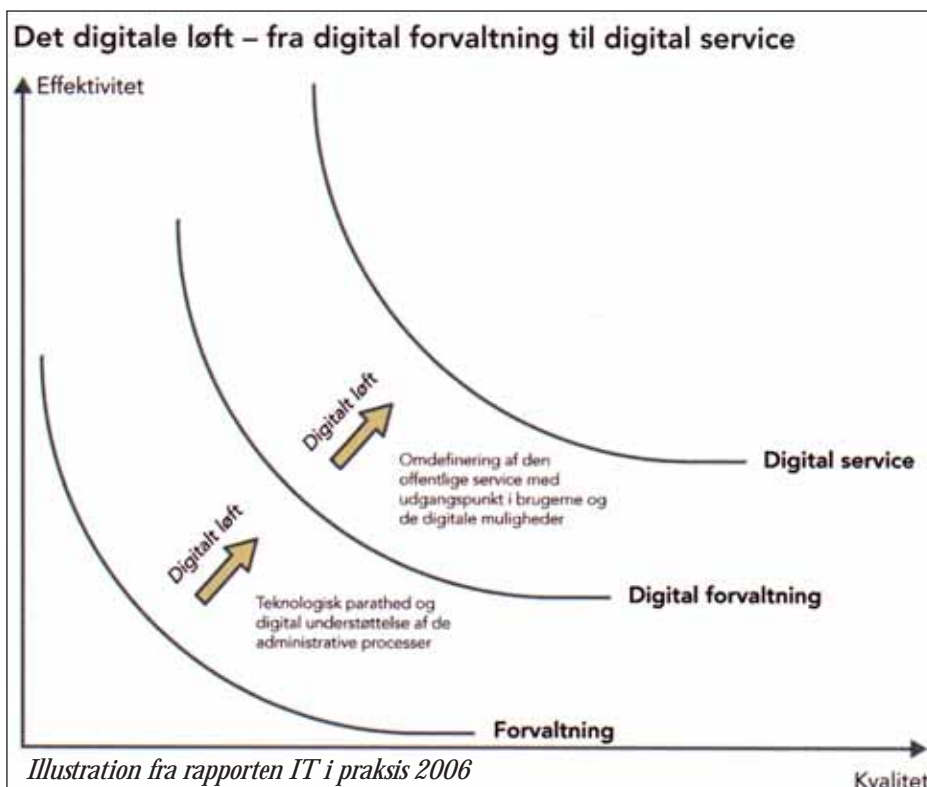 Det digitale løft – fra digital forvaltning til digital service
Effektivitet
Digitalt løft
Omdefinering af den
offentlige service med
udgangspunkt i brugerne og
de digitale muligheder
Digital service
Digitalt løft
Teknologisk parathed og
digital understøttelse af de
administrative processer
Digital forvaltning
Forvaltning
Illustration fra rapporten IT i praksis 2006
Kvalitet